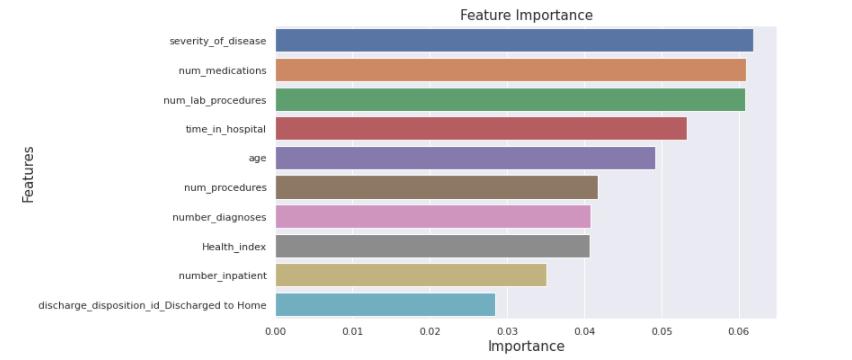 Feature Importance
severity_of_disease
num_medications
num_lab_procedures
time_in_hospital
age
num_procedures
number_diagnoses
Health_index
number_inpatient
discharge_disposition_id_Discharged to Home
Features
0.00 0.01 0.02 0.03 0.04 0.05 0.06
Importance